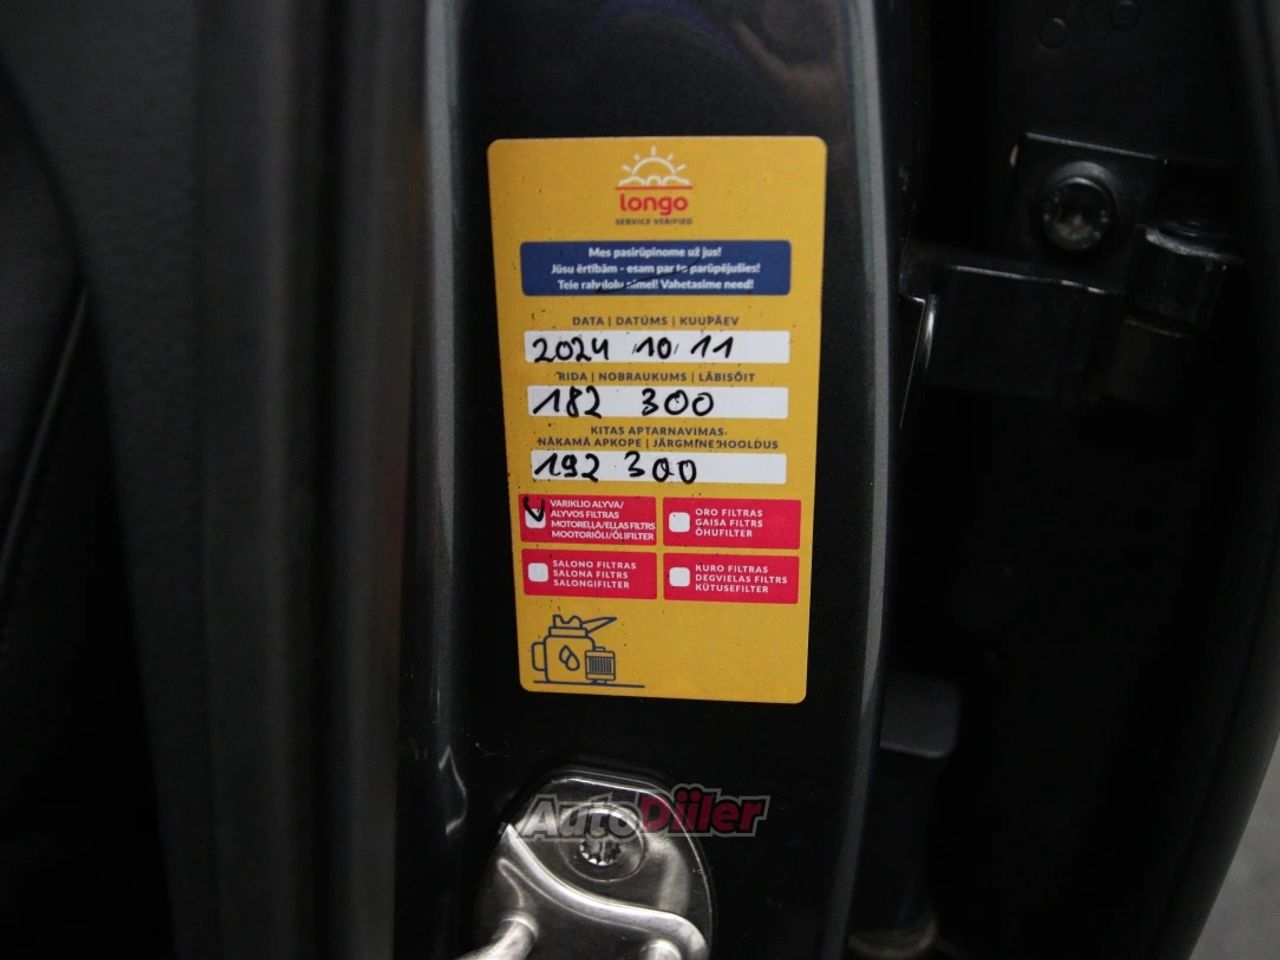 longo
SERVICE VERIFIED
Mes pasirūpinome už jus!
Jūsu ērtībām - esam par to parūpējušies!
Teie rahulolu nimel! Vahetasime need!
DATA | DATUMS | KUUPÄEV
2024 10 11
RIDA | NOBRAUKUMS | LÄBISÕIT
182 300
KITAS APTARNAVIMAS
NĀKAMĀ APKOPE | JÄRGMINE HOOLDUS
192 300
VARIKLIO ALYVA/
ALYVOS FILTRAS
MOTOREĻĻA/EĻĻAS FILTRS
MOOTORIÕLI/ÕLIFILTER
ORO FILTRAS
GAISA FILTRS
ÕHUFILTER
SALONO FILTRAS
SALONA FILTRS
SALONGIFILTER
KURO FILTRAS
DEGVIELAS FILTRS
KÜTUSEFILTER
AutoDiiler